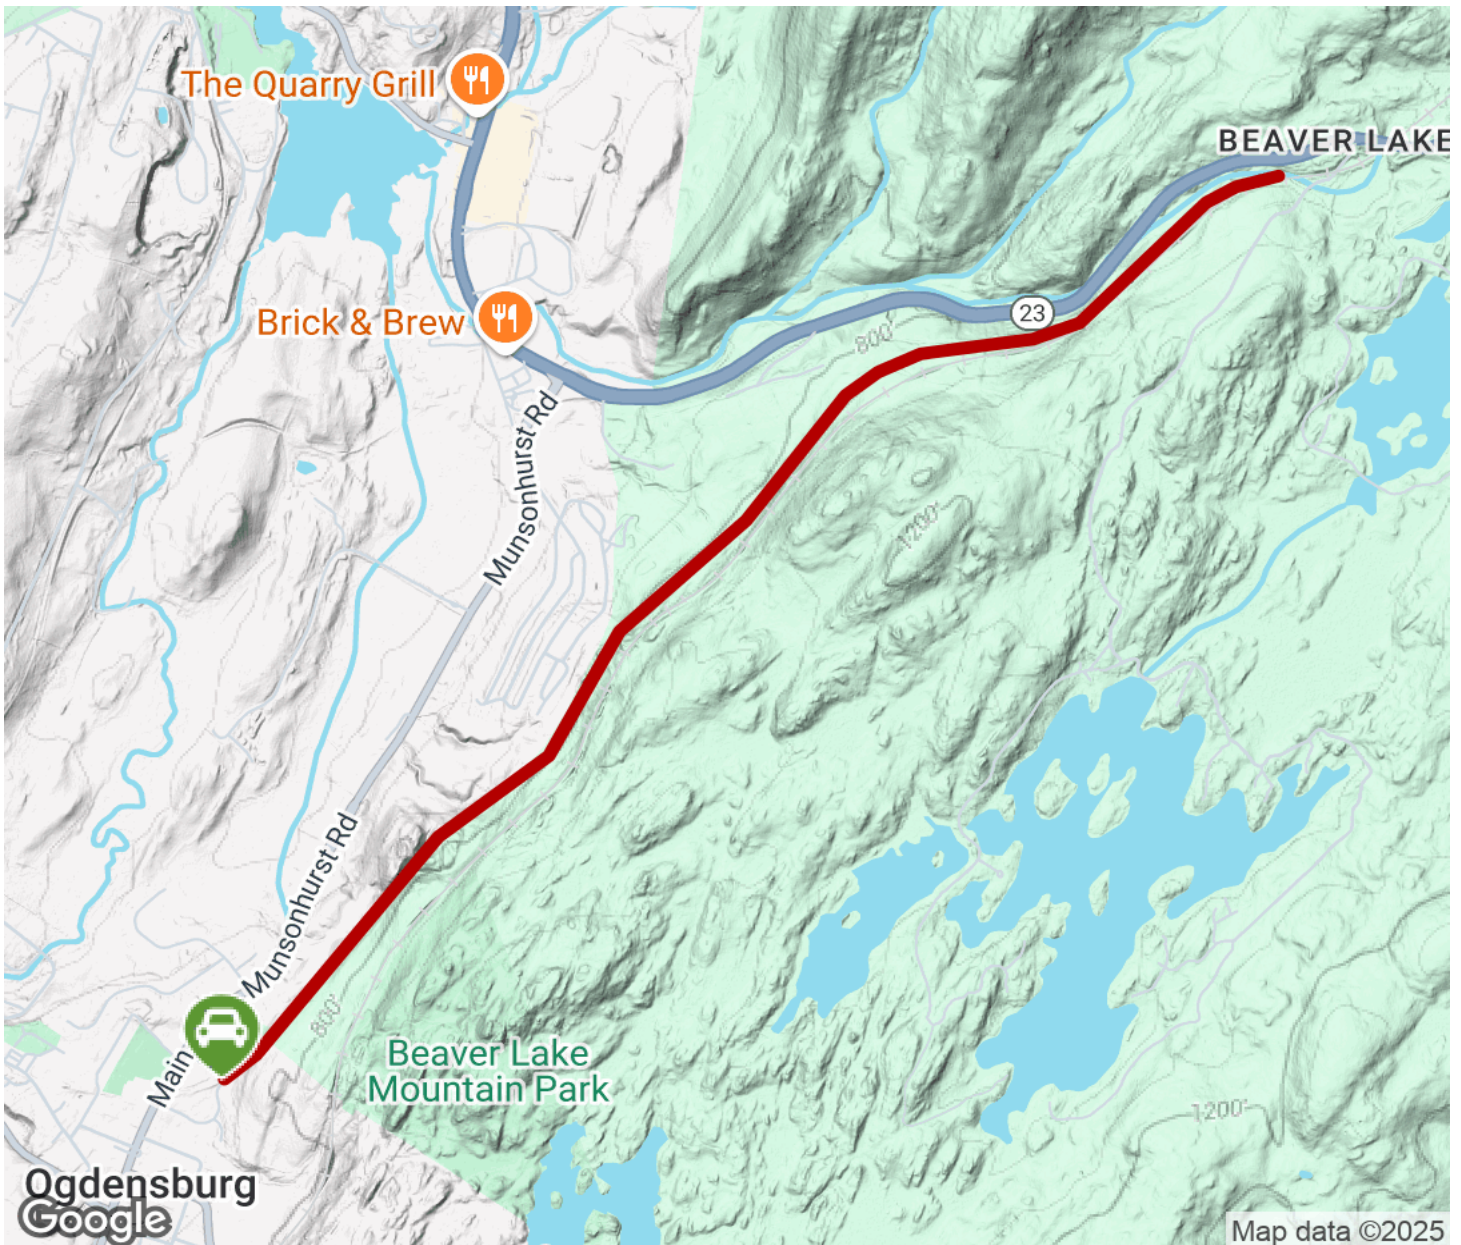 The Quarry Grill
BEAVER LAKE
Brick & Brew
23
800'
Munsonhurst Rd
1200'
Munsonhurst Rd
800'
Main
Beaver Lake
Mountain Park
1200'
Ogdensburg
Google
Map data ©2025